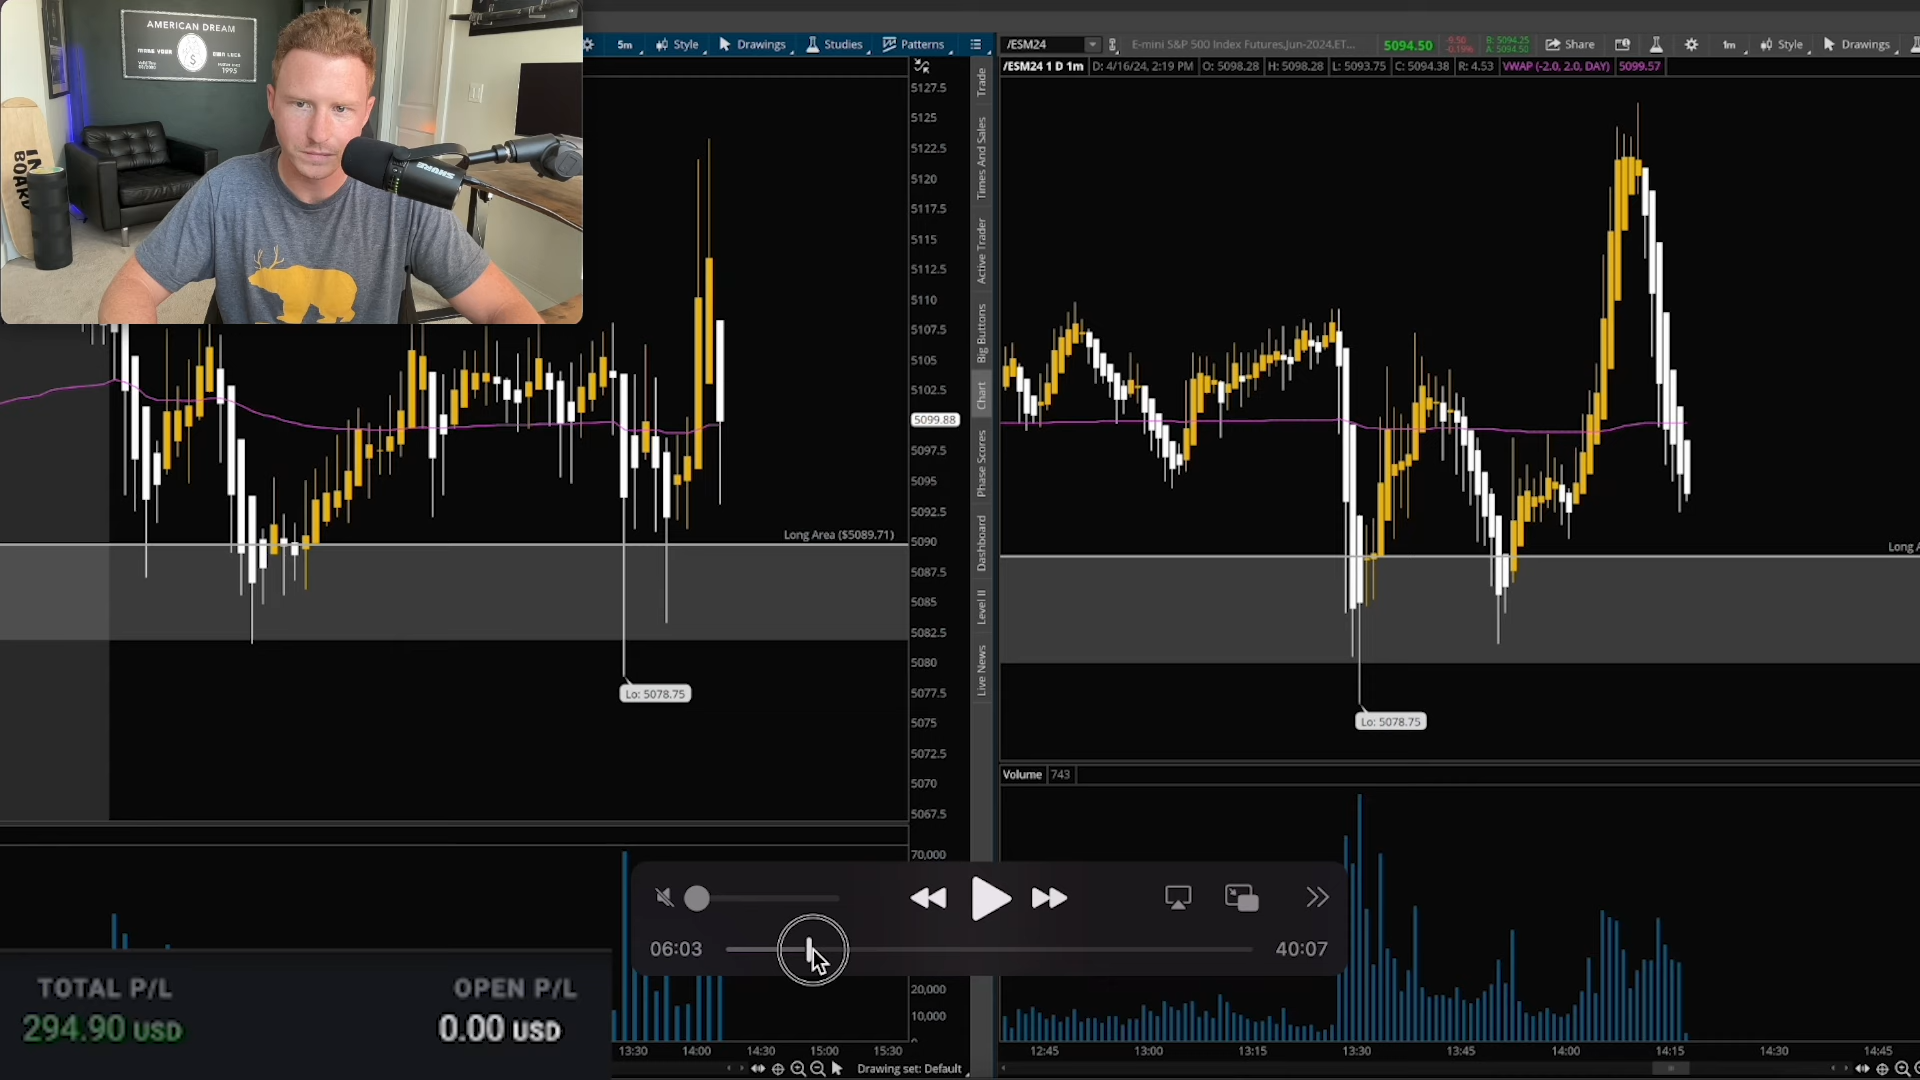 AMERICAN DREAM
MAKE YOUR OWN LUCK
1995
SHURE
5m Style Drawings Studies Patterns
/ESM24 E-mini S&P 500 Index Futures,Jun-2024,ET... 5094.50 -9.50 -0.19% B: 5094.25 A: 5094.50 Share 1m Style Drawings
/ESM24 1 D 1m D: 4/16/24, 2:19 PM O: 5098.28 H: 5098.28 L: 5093.75 C: 5094.38 R: 4.53 VWAP (-2.0, 2.0, DAY) 5099.57
5127.5
5125
5122.5
5120
5117.5
5115
5112.5
5110
5107.5
5105
5102.5
5099.88
5097.5
5095
5092.5
5090
5087.5
5085
5082.5
5080
5077.5
5075
5072.5
5070
5067.5
70,000
20,000
10,000
Trade
Times And Sales
Active Trader
Big Buttons
Chart
Phase Scores
Dashboard
Level II
Live News
Long Area ($5089.71)
Long A
Lo: 5078.75
Lo: 5078.75
Volume 743
06:03
40:07
TOTAL P/L
294.90 USD
OPEN P/L
0.00 USD
13:30 14:00 14:30 15:00 15:30
12:45 13:00 13:15 13:30 13:45 14:00 14:15 14:30 14:45
Drawing set: Default